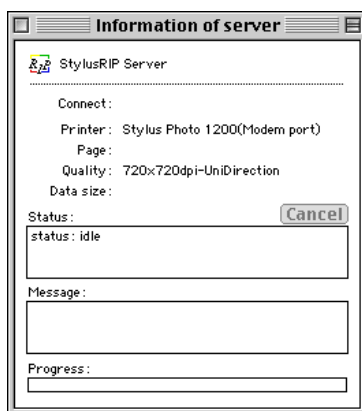 Information of server
RIP StylusRIP Server
Connect:
Printer: Stylus Photo 1200(Modem port)
Page:
Quality: 720x720dpi-UniDirection
Data size:
Status: Cancel
status: idle
Message:
Progress: